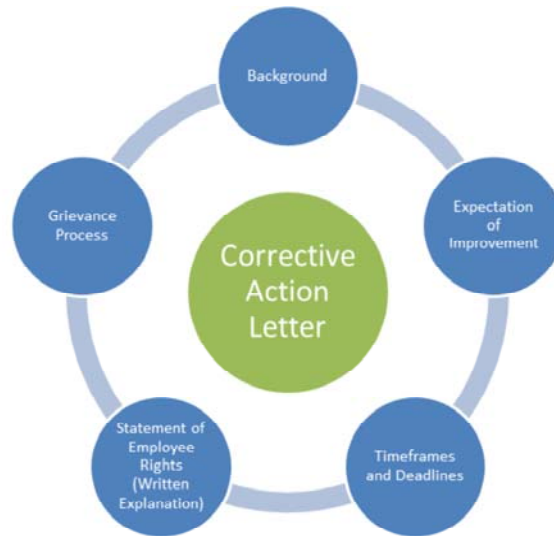 Background
Expectation
of
Improvement
Timeframes
and Deadlines
Statement of
Employee
Rights
(Written
Explanation)
Grievance
Process
Corrective
Action
Letter